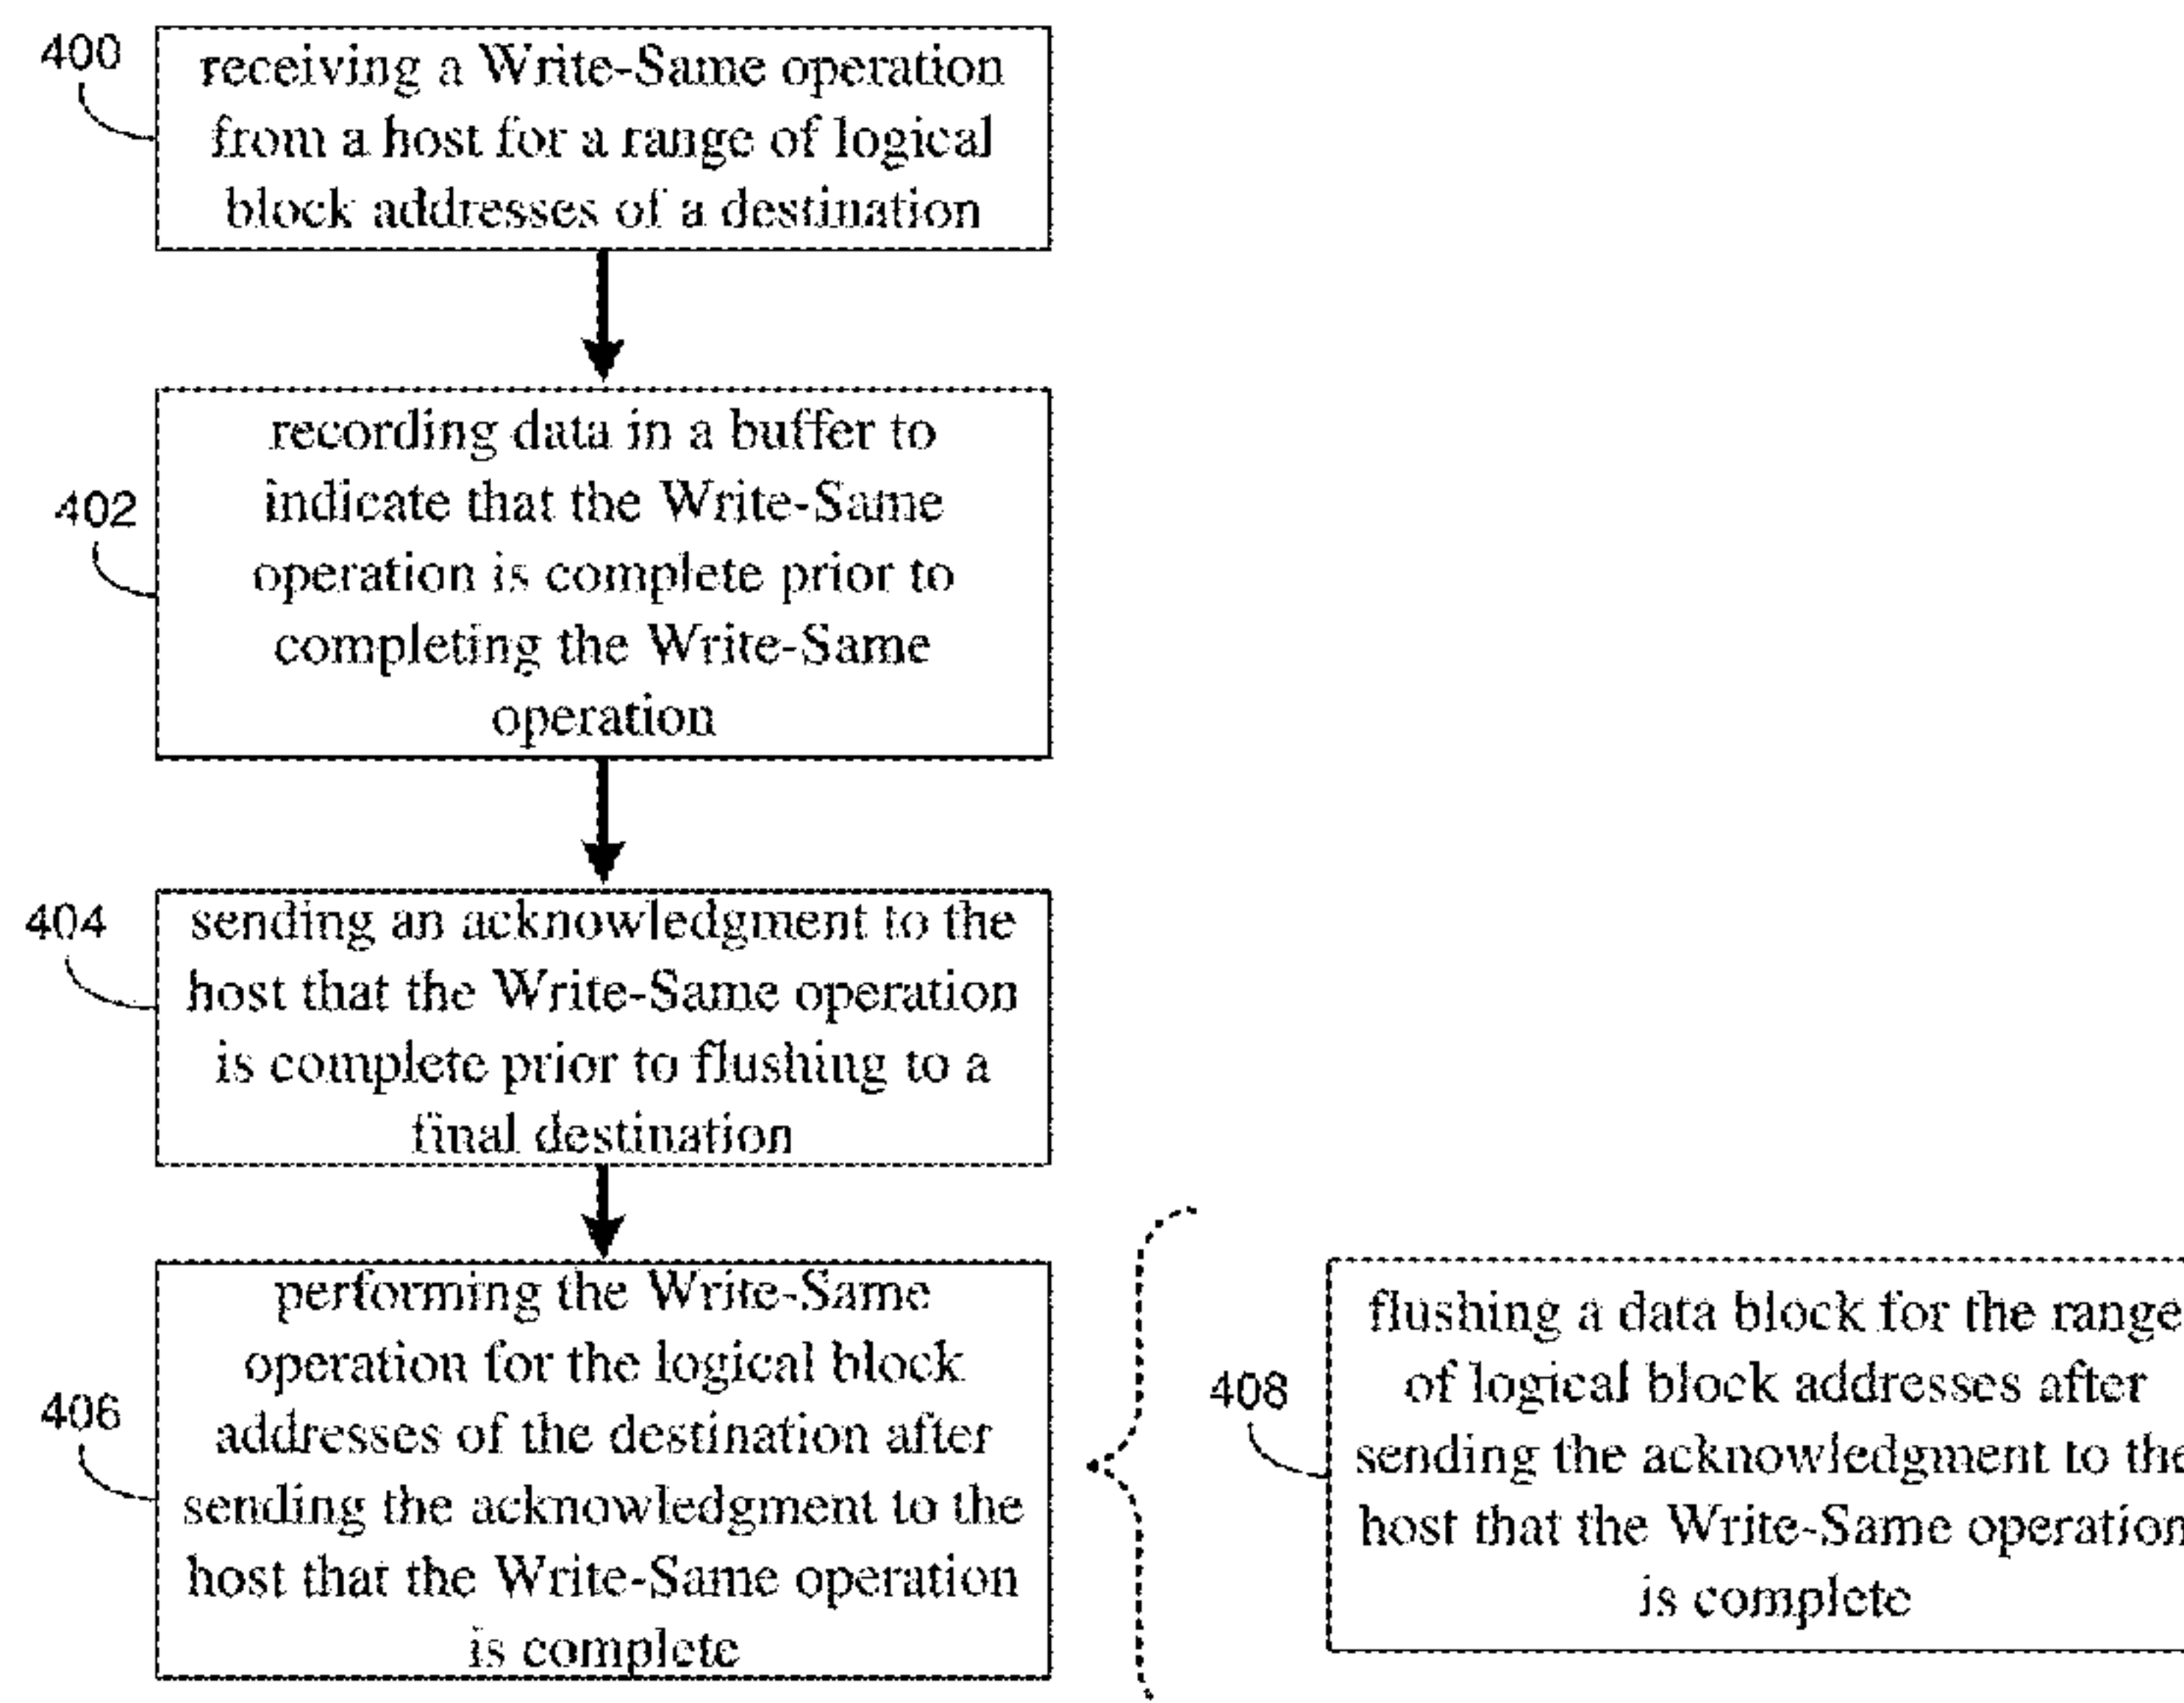 400
receiving a Write-Same operation
from a host for a range of logical
block addresses of a destination
402
recording data in a buffer to
indicate that the Write-Same
operation is complete prior to
completing the Write-Same
operation
404
sending an acknowledgment to the
host that the Write-Same operation
is complete prior to flushing to a
final destination
406
performing the Write-Same
operation for the logical block
addresses of the destination after
sending the acknowledgment to the
host that the Write-Same operation
is complete
408
flushing a data block for the range
of logical block addresses after
sending the acknowledgment to the
host that the Write-Same operation
is complete